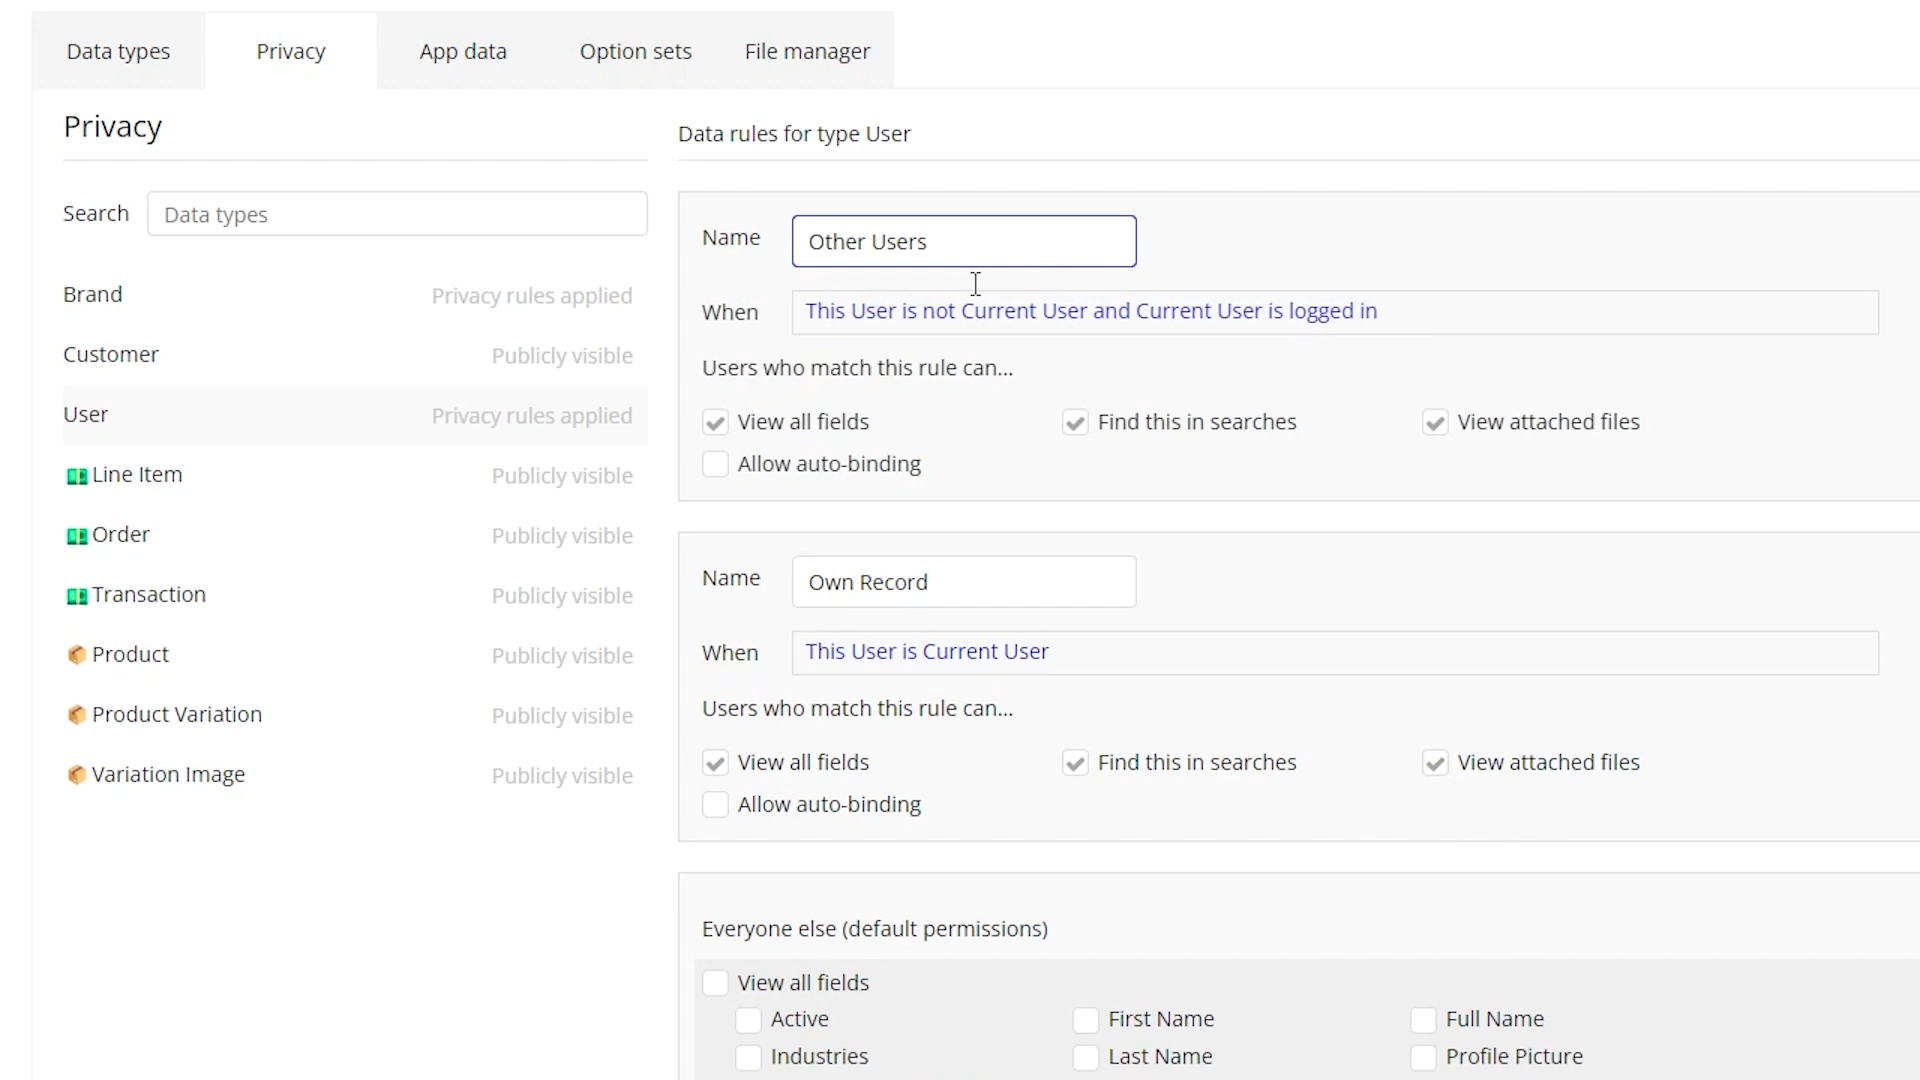 Data types
Privacy
App data
Option sets
File manager
Privacy
Search
Data types
Brand
Privacy rules applied
Customer
Publicly visible
User
Privacy rules applied
Line Item
Publicly visible
Order
Publicly visible
Transaction
Publicly visible
Product
Publicly visible
Product Variation
Publicly visible
Variation Image
Publicly visible
Data rules for type User
Name
Other Users
When
This User is not Current User and Current User is logged in
Users who match this rule can...
View all fields
Find this in searches
View attached files
Allow auto-binding
Name
Own Record
When
This User is Current User
Users who match this rule can...
View all fields
Find this in searches
View attached files
Allow auto-binding
Everyone else (default permissions)
View all fields
Active
First Name
Full Name
Industries
Last Name
Profile Picture